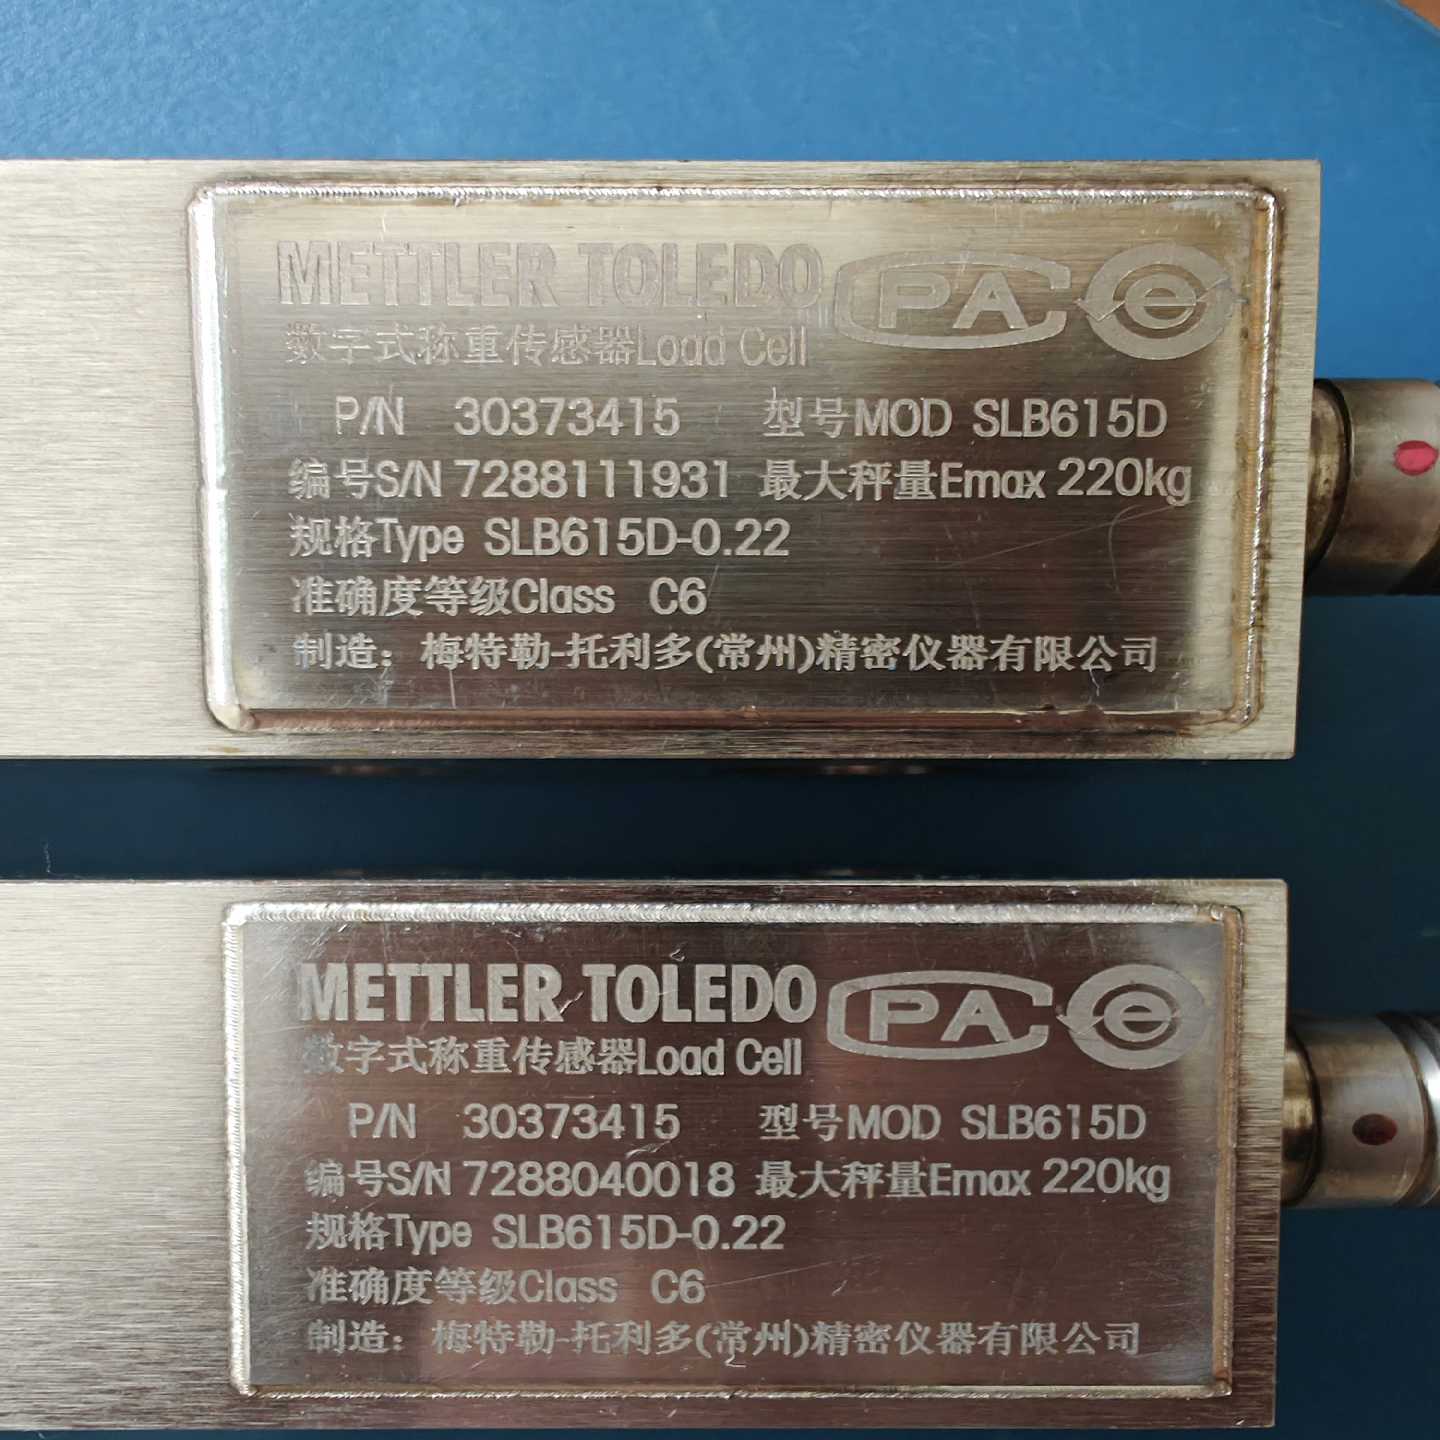 METTLER TOLEDO PA e
数字式称重传感器Load Cell
P/N 30373415 型号MOD SLB615D
编号S/N 7288111931 最大秤量Emax 220kg
规格Type SLB615D-0.22
准确度等级Class C6
制造：梅特勒-托利多(常州)精密仪器有限公司
METTLER TOLEDO PA e
数字式称重传感器Load Cell
P/N 30373415 型号MOD SLB615D
编号S/N 7288040018 最大秤量Emax 220kg
规格Type SLB615D-0.22
准确度等级Class C6
制造：梅特勒-托利多(常州)精密仪器有限公司